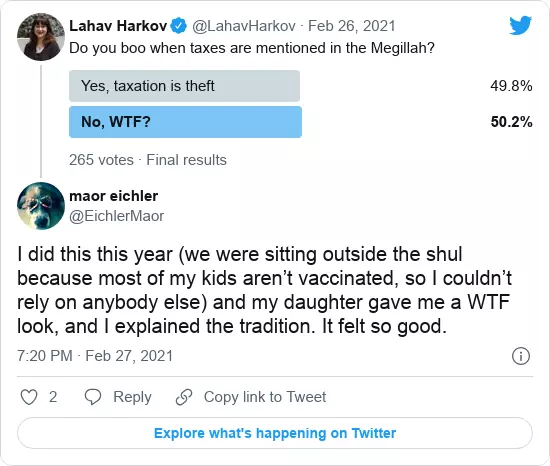 Lahav Harkov @LahavHarkov · Feb 26, 2021
Do you boo when taxes are mentioned in the Megillah?
Yes, taxation is theft 49.8%
No, WTF? 50.2%
265 votes · Final results
maor eichler
@EichlerMaor
I did this this year (we were sitting outside the shul
because most of my kids aren’t vaccinated, so I couldn’t
rely on anybody else) and my daughter gave me a WTF
look, and I explained the tradition. It felt so good.
7:20 PM · Feb 27, 2021
2 Reply Copy link to Tweet
Explore what's happening on Twitter